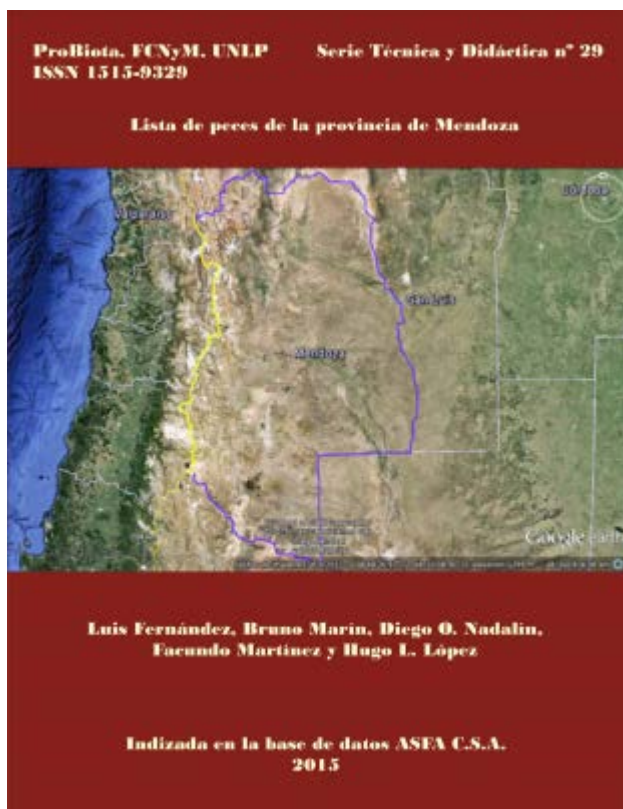 ProBiota, FCNyM, UNLP Serie Técnica y Didáctica nº 29
ISSN 1515-9329
Lista de peces de la provincia de Mendoza
San Luis
Mendoza
Google earth
Luis Fernández, Bruno Marín, Diego O. Nadalin,
Facundo Martínez y Hugo L. López
Indizada en la base de datos ASFA C.S.A.
2015